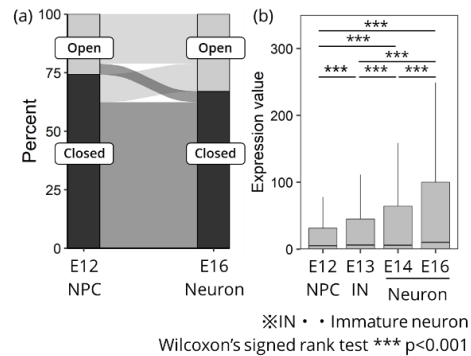 (a)
100
75
50
25
0
Percent
Open
Closed
Open
Closed
E12
NPC
E16
Neuron
(b)
300
200
100
0
Expression value
***
***
***
*** *** ***
E12 E13 E14 E16
NPC IN Neuron
※IN・・Immature neuron
Wilcoxon's signed rank test *** p<0.001